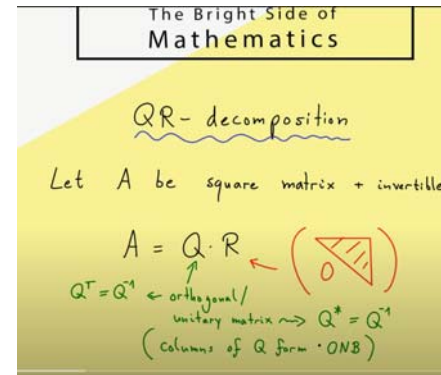 The Bright Side of
Mathematics
QR- decomposition
Let A be square matrix + invertible
A = Q · R
0
Qᵀ = Q⁻¹ ← orthogonal/
unitary matrix ⇝ Q* = Q⁻¹
(columns of Q form · ONB)